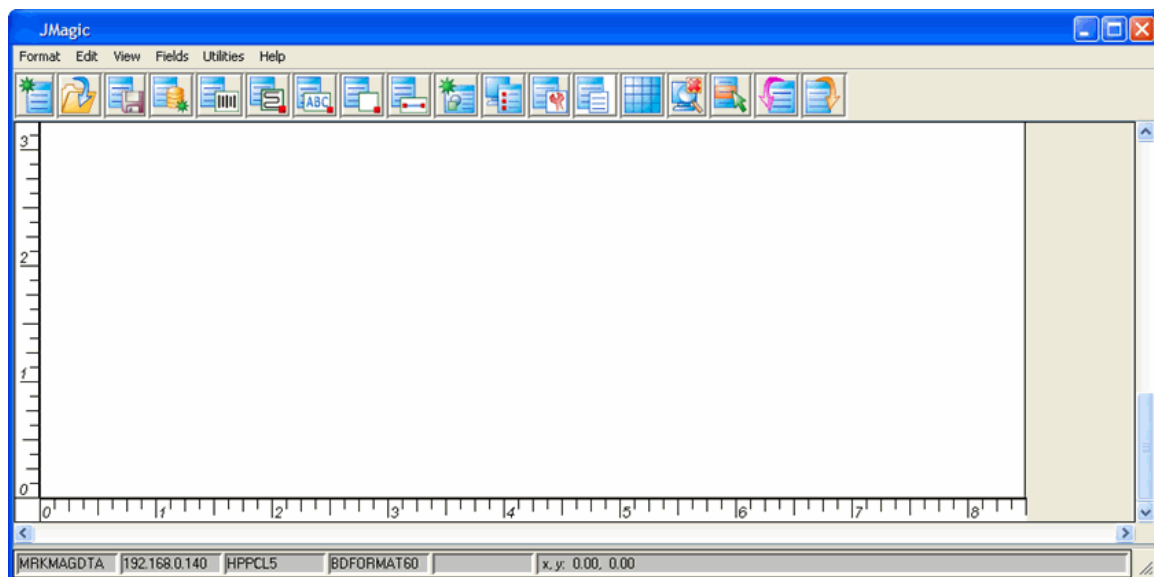 JMagic
Format Edit View Fields Utilities Help
ABC
3
2
1
0
0 1 2 3 4 5 6 7 8
MRKMAGDTA 192.168.0.140 HPPCL5 BDFORMAT60 x, y: 0.00, 0.00